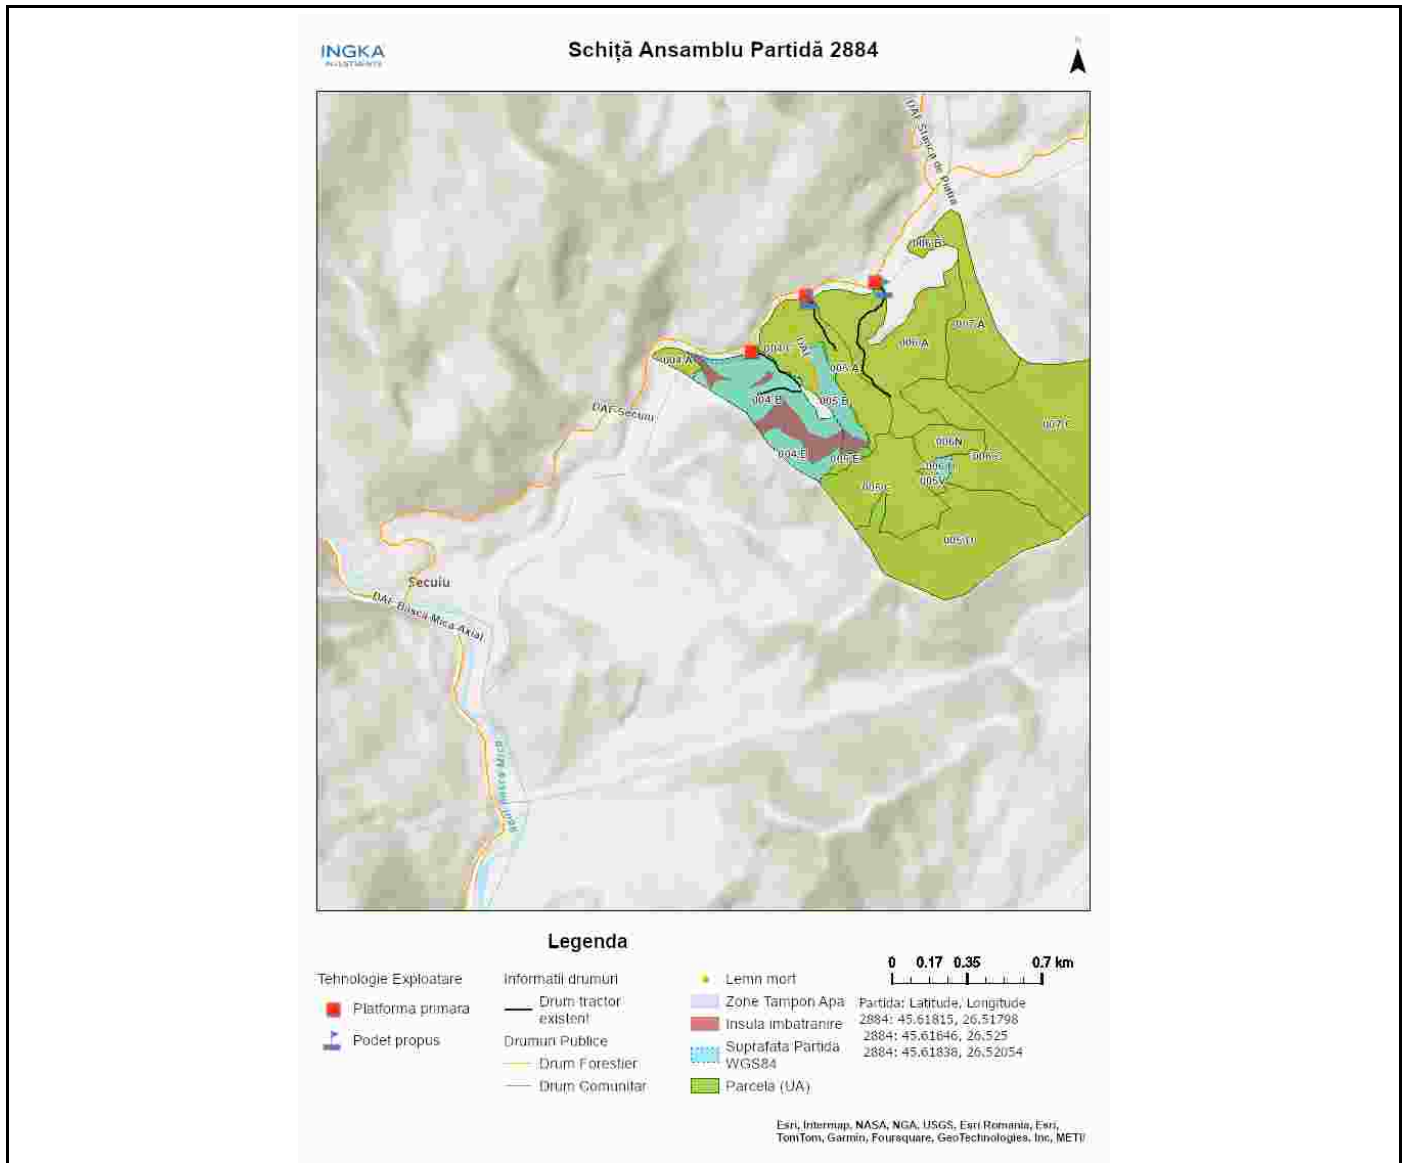 INGKA
INVESTMENTS
Schiță Ansamblu Partidă 2884
N
DAF Stanca de Piatra
006 B
007 A
006 A
004 C
004 A
DAF
005 A
004 B
005 B
DAF Secuiu
007 C
006N
004 E
005 E
006 C
005V
005 C
005 D
Secuiu
DAF Basca Mica Axial
Legenda
Tehnologie Exploatare
Platforma primara
Podet propus
Informatii drumuri
Drum tractor
existent
Drumuri Publice
Drum Forestier
Drum Comunitar
Lemn mort
Zone Tampon Apa
Insula imbatranire
Suprafata Partida
WGS84
Parcela (UA)
0 0.17 0.35 0.7 km
Partida: Latitude, Longitude
2884: 45.61815, 26.51798
2884: 45.61646, 26.525
2884: 45.61838, 26.52054
Esri, Intermap, NASA, NGA, USGS, Esri Romania, Esri,
TomTom, Garmin, Foursquare, GeoTechnologies, Inc, METI/